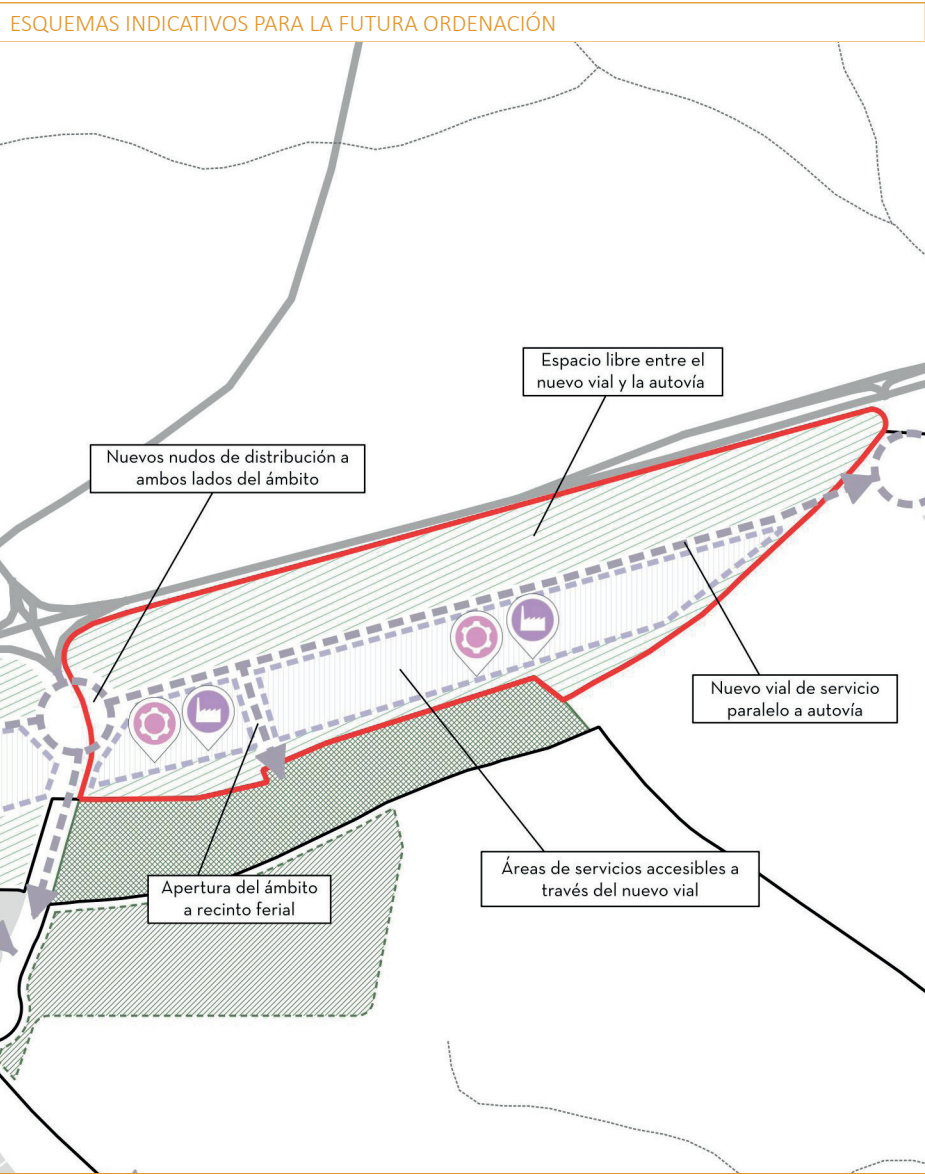 ESQUEMAS INDICATIVOS PARA LA FUTURA ORDENACIÓN
Espacio libre entre el
nuevo vial y la autovía
Nuevos nudos de distribución a
ambos lados del ámbito
Nuevo vial de servicio
paralelo a autovía
Áreas de servicios accesibles a
través del nuevo vial
Apertura del ámbito
a recinto ferial